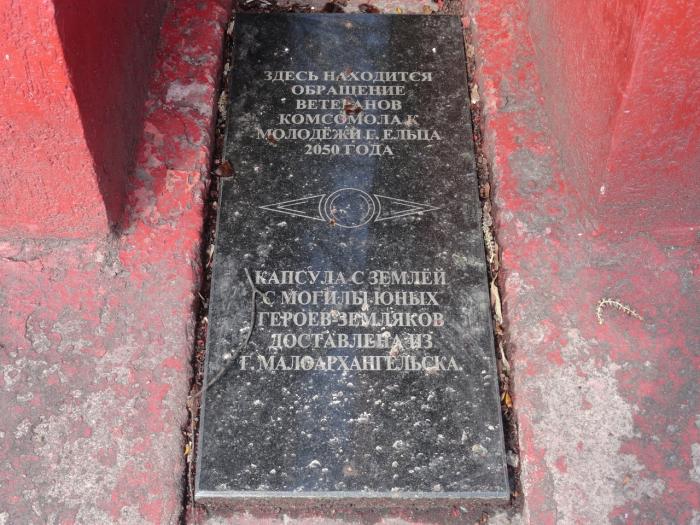 ЗДЕСЬ НАХОДИТСЯ
ОБРАЩЕНИЕ
ВЕТЕРАНОВ
КОМСОМОЛА К
МОЛОДЁЖИ Г. ЕЛЬЦА
2050 ГОДА
КАПСУЛА С ЗЕМЛЁЙ
С МОГИЛЫ ЮНЫХ
ГЕРОЕВ-ЗЕМЛЯКОВ
ДОСТАВЛЕНА ИЗ
Г. МАЛОАРХАНГЕЛЬСКА.